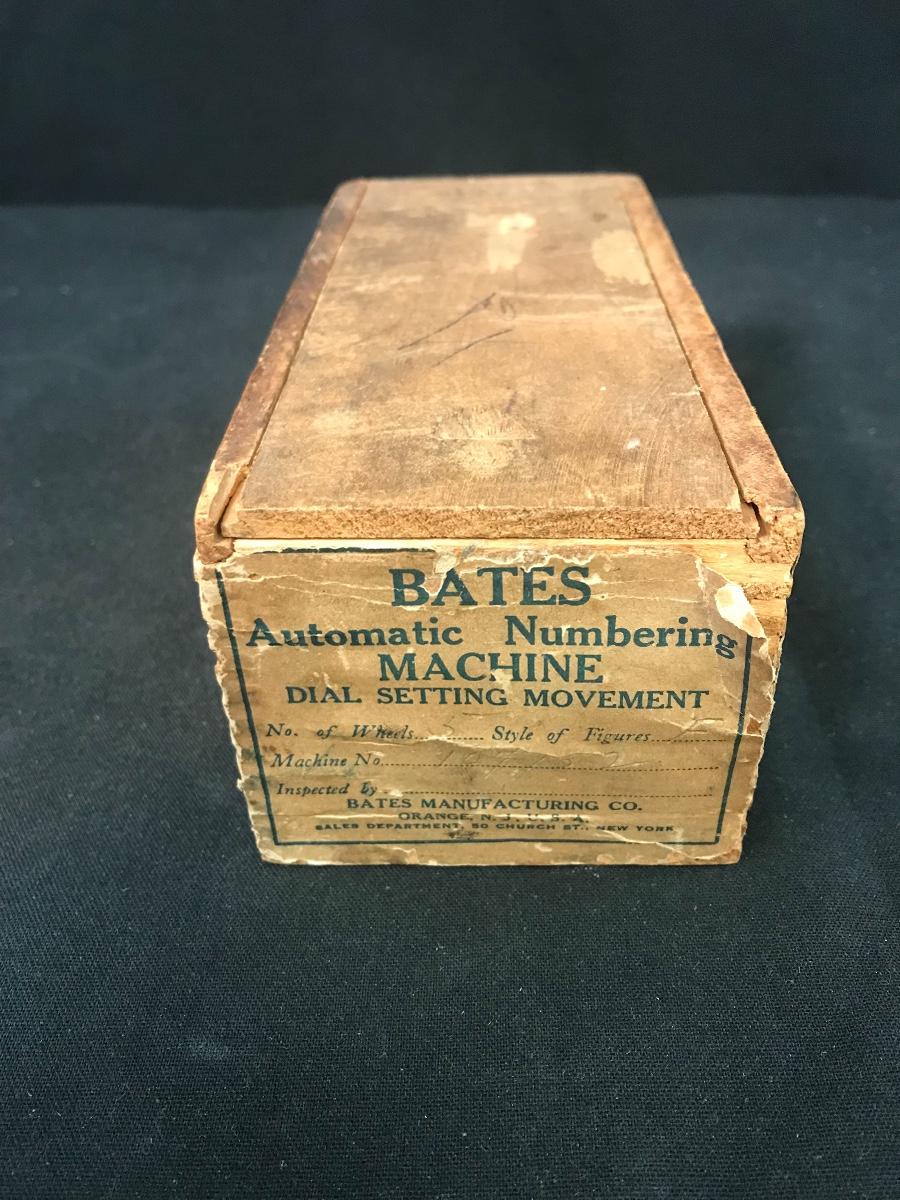 BATES
Automatic Numbering
MACHINE
DIAL SETTING MOVEMENT
No. of Wheels........ Style of Figures........
Machine No........
Inspected by........
BATES MANUFACTURING CO.
ORANGE, N. J. U. S. A.
SALES DEPARTMENT, 50 CHURCH ST., NEW YORK